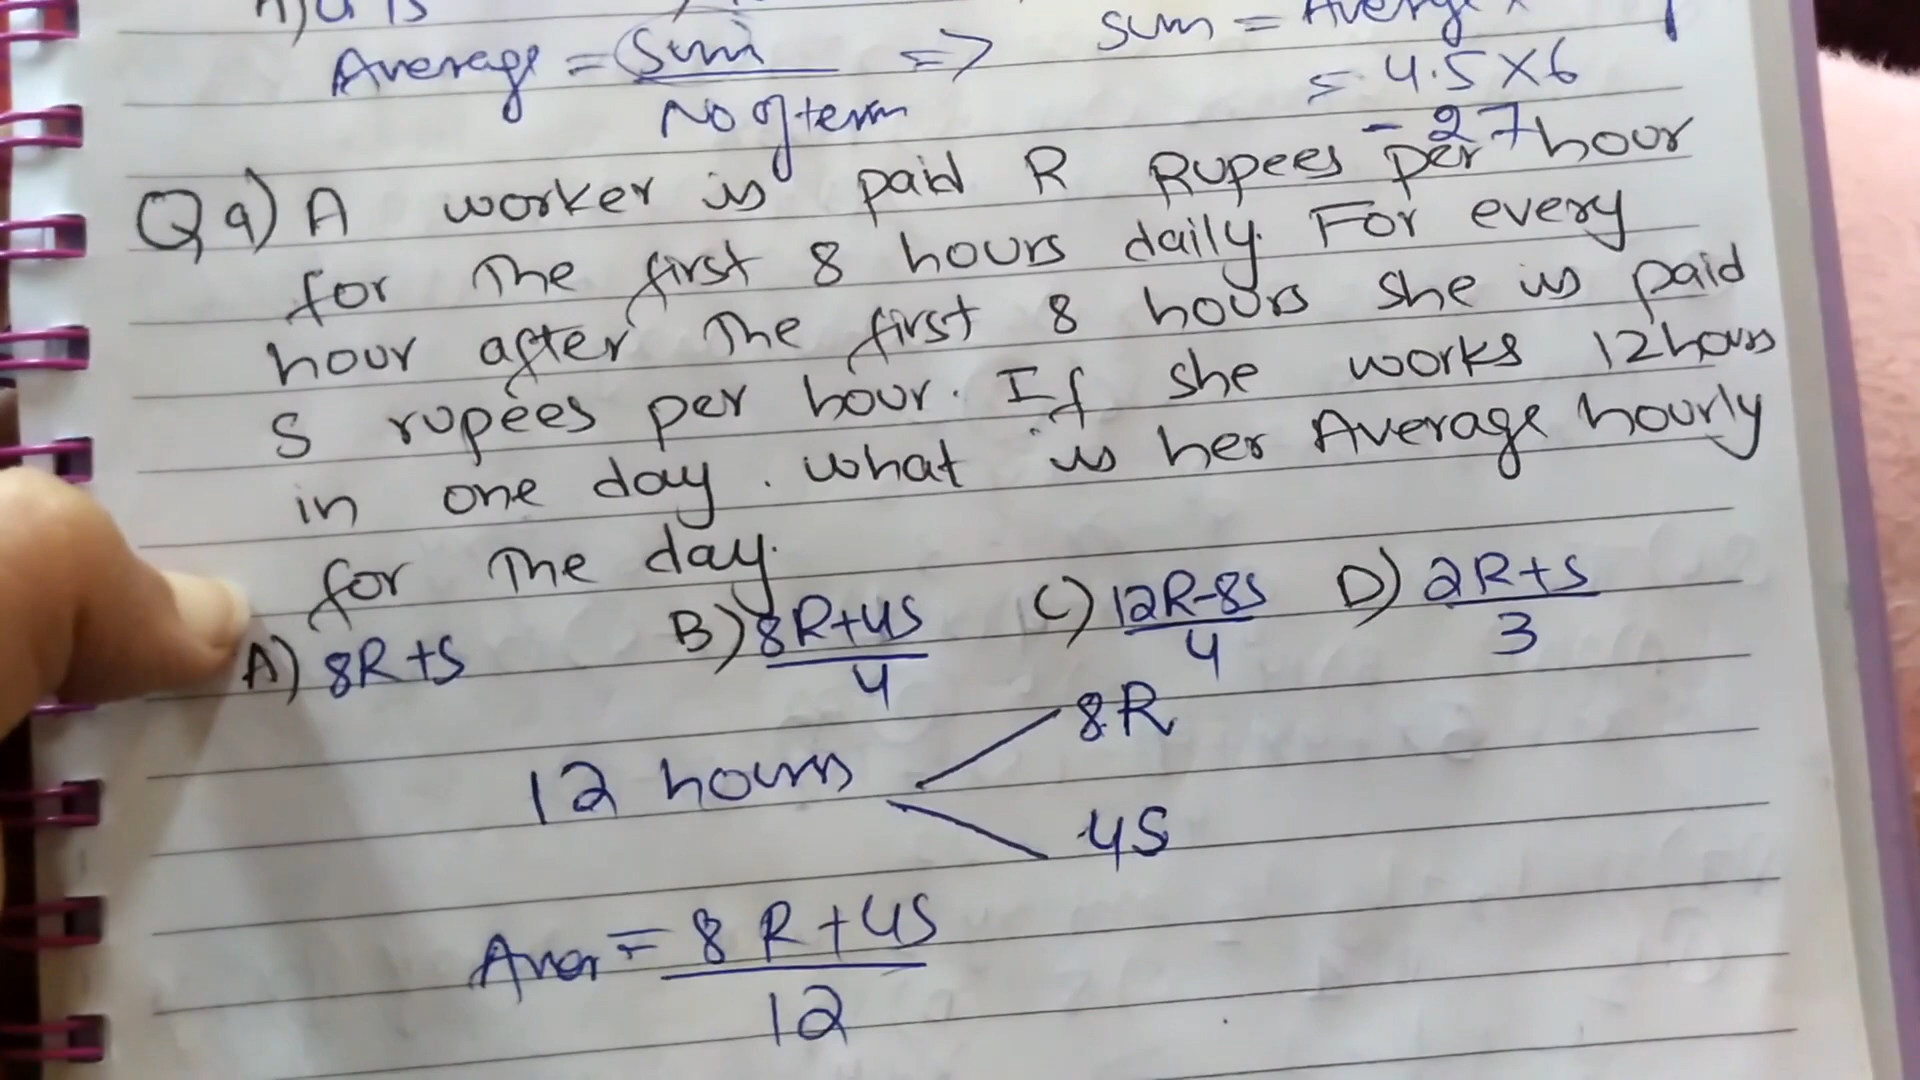 Average = Sum / No of term => Sum = Average ×
= 4.5 × 6
= 27
Q9) A worker is paid R Rupees per hour
for the first 8 hours daily. For every
hour after the first 8 hours she is paid
S rupees per hour. If she works 12 hours
in one day. what is her Average hourly
for the day.
A) 8R+S B) 8R+4S / 4 C) 12R-8S / 4 D) 2R+S / 3
12 hours
8R
4S
Aver = 8R+4S / 12